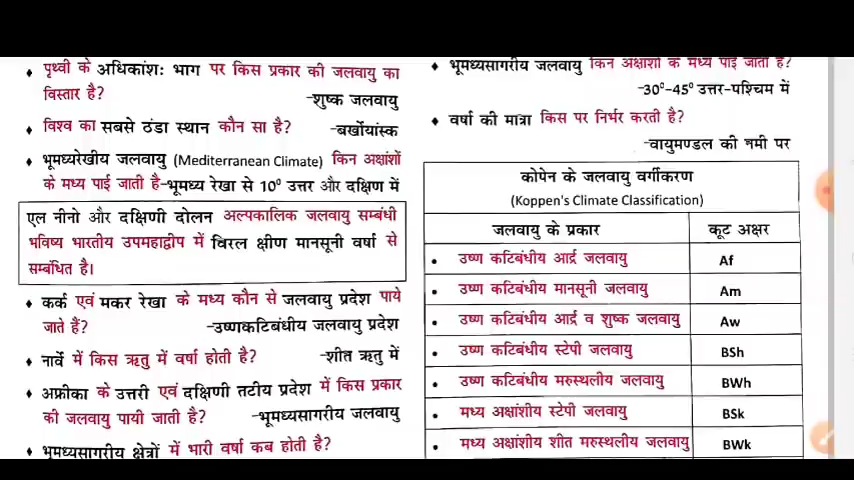 ♦ पृथ्वी के अधिकांशः भाग पर किस प्रकार की जलवायु का
विस्तार है? -शुष्क जलवायु
♦ विश्व का सबसे ठंडा स्थान कौन सा है? -बर्खोयांस्क
♦ भूमध्यरेखीय जलवायु (Mediterranean Climate) किन अक्षांशों
के मध्य पाई जाती है-भूमध्य रेखा से 10⁰ उत्तर और दक्षिण में
एल नीनो और दक्षिणी दोलन अल्पकालिक जलवायु सम्बंधी
भविष्य भारतीय उपमहाद्वीप में विरल क्षीण मानसूनी वर्षा से
सम्बंधित है।
♦ कर्क एवं मकर रेखा के मध्य कौन से जलवायु प्रदेश पाये
जाते हैं? -उष्णकटिबंधीय जलवायु प्रदेश
♦ नार्वे में किस ऋतु में वर्षा होती है? -शीत ऋतु में
♦ अफ्रीका के उत्तरी एवं दक्षिणी तटीय प्रदेश में किस प्रकार
की जलवायु पायी जाती है? -भूमध्यसागरीय जलवायु
♦ भूमध्यसागरीय क्षेत्रों में भारी वर्षा कब होती है?
♦ भूमध्यसागरीय जलवायु किन अक्षांशों के मध्य पाई जाती है?
-30⁰-45⁰ उत्तर-पश्चिम में
♦ वर्षा की मात्रा किस पर निर्भर करती है?
-वायुमण्डल की नमी पर
कोपेन के जलवायु वर्गीकरण
(Koppen's Climate Classification)
जलवायु के प्रकार कूट अक्षर
• उष्ण कटिबंधीय आर्द्र जलवायु Af
• उष्ण कटिबंधीय मानसूनी जलवायु Am
• उष्ण कटिबंधीय आर्द्र व शुष्क जलवायु Aw
• उष्ण कटिबंधीय स्टेपी जलवायु BSh
• उष्ण कटिबंधीय मरुस्थलीय जलवायु BWh
• मध्य अक्षांशीय स्टेपी जलवायु BSk
• मध्य अक्षांशीय शीत मरुस्थलीय जलवायु BWk